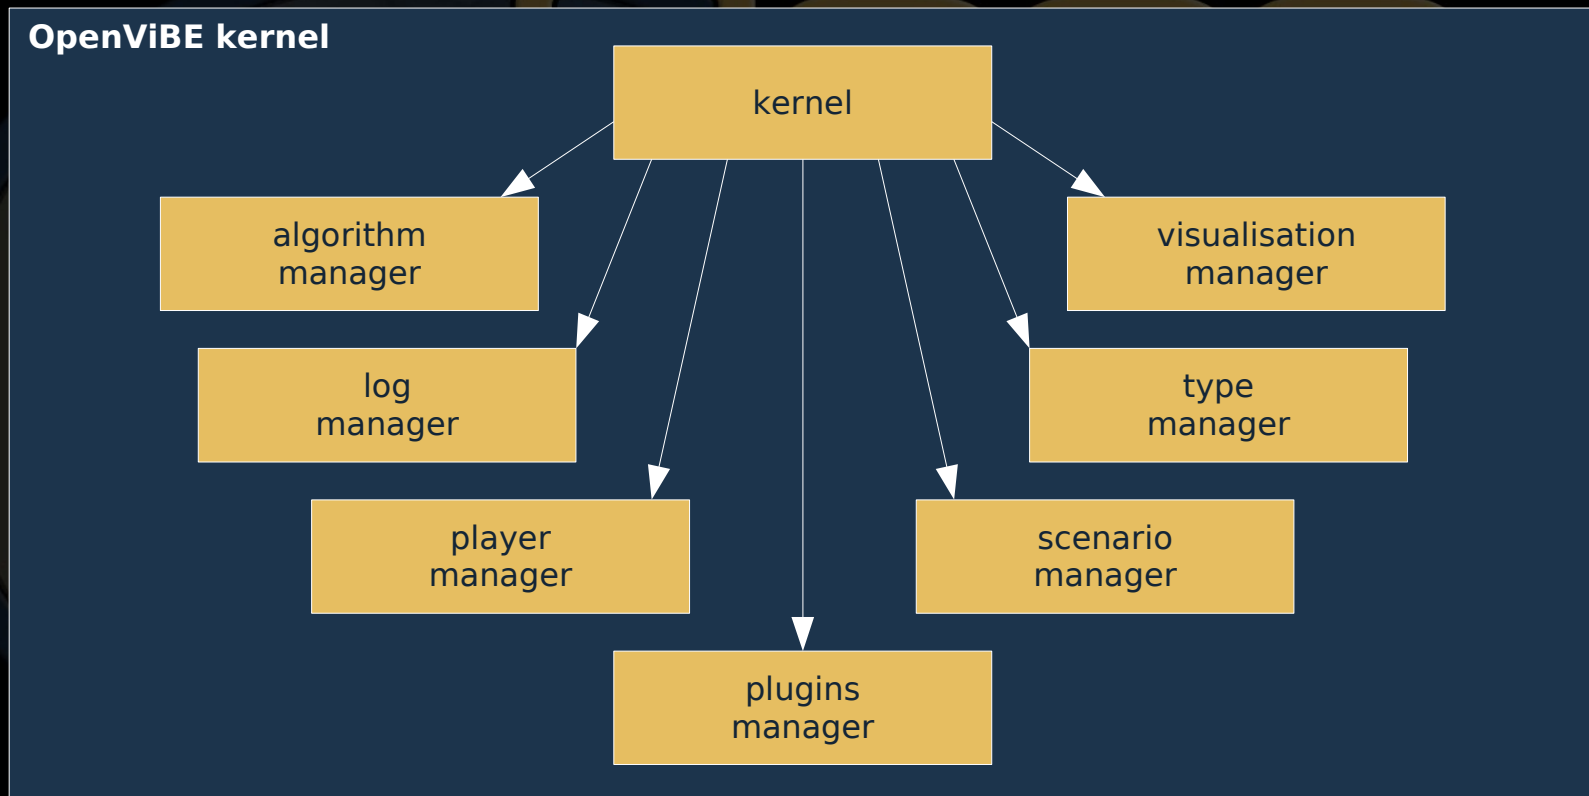 OpenViBE kernel
kernel
algorithm
manager
visualisation
manager
log
manager
type
manager
player
manager
scenario
manager
plugins
manager